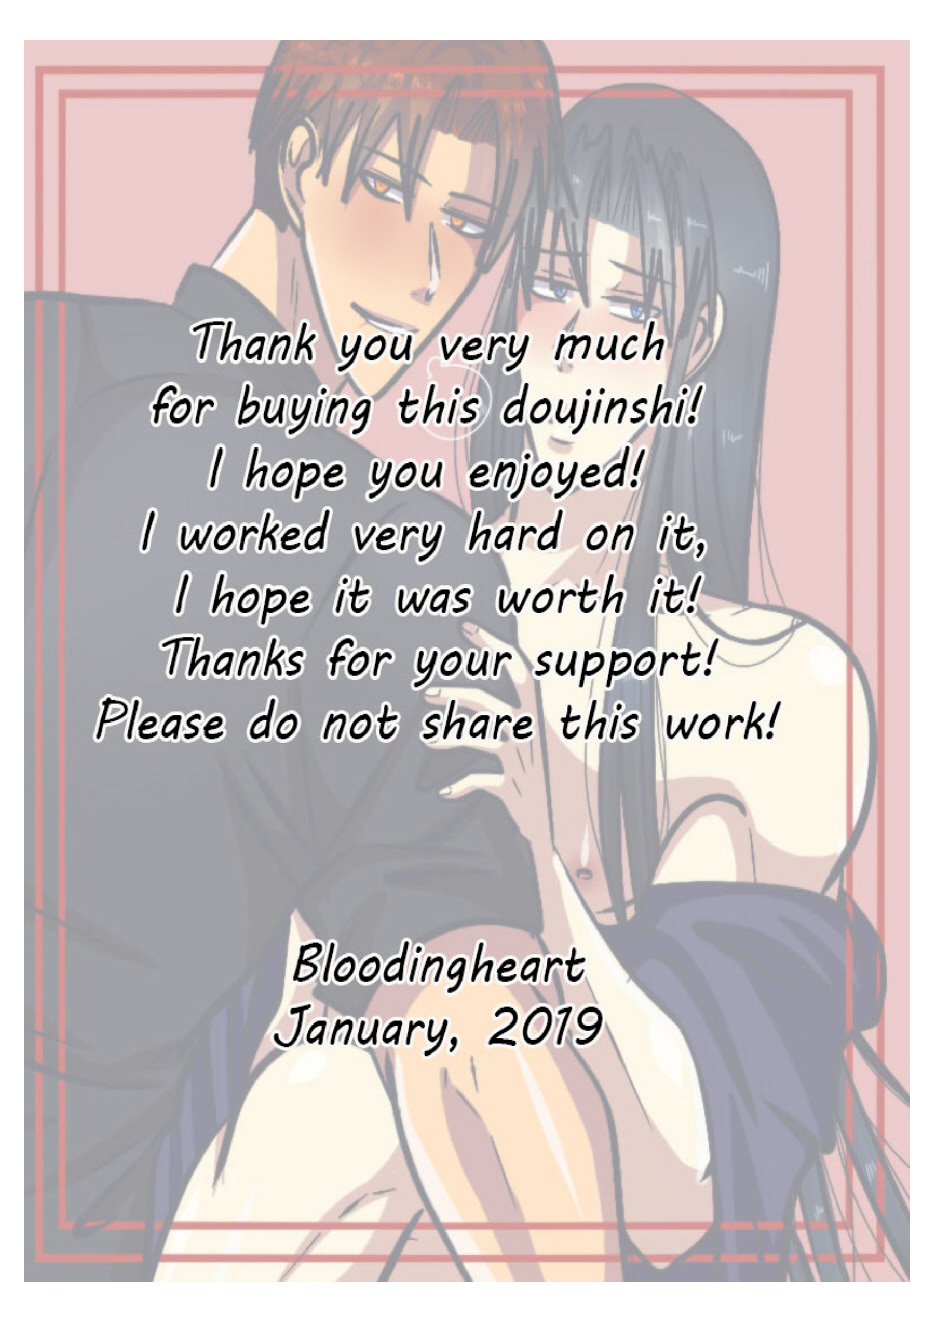 Thank you very much
for buying this doujinshi!
I hope you enjoyed!
I worked very hard on it,
I hope it was worth it!
Thanks for your support!
Please do not share this work!
Bloodingheart
January, 2019